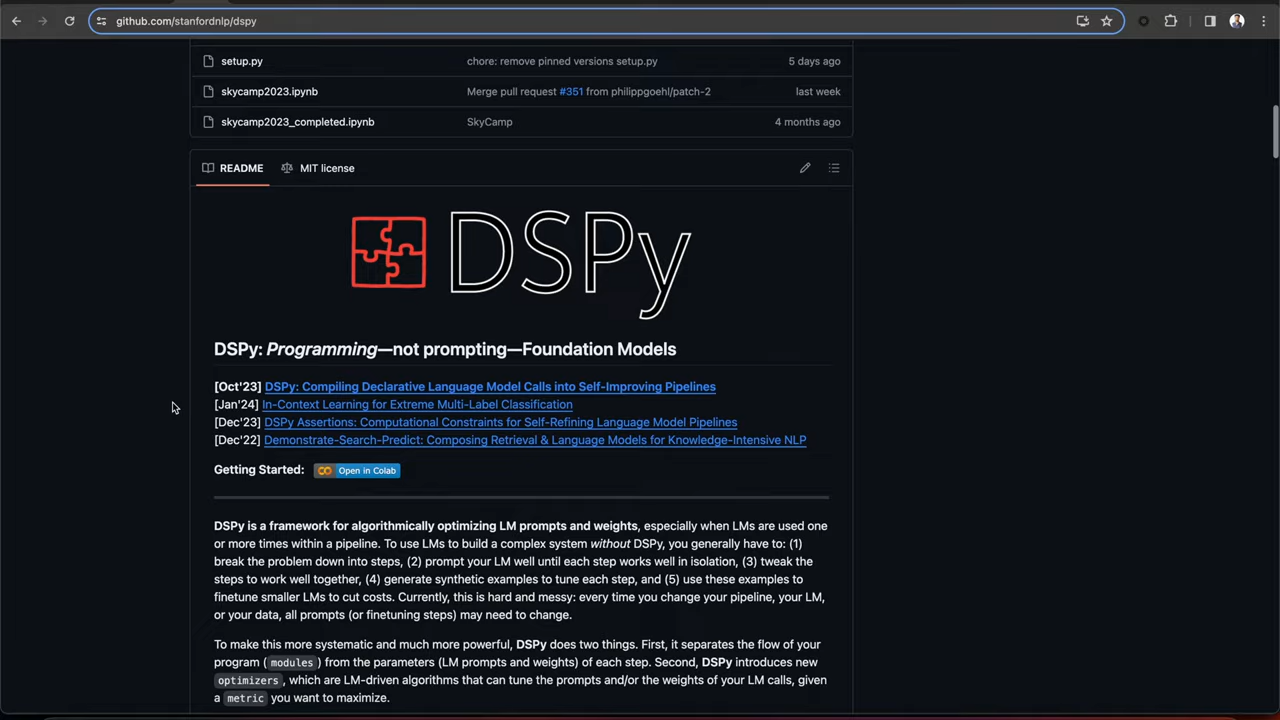 github.com/stanfordnlp/dspy
setup.py chore: remove pinned versions setup.py 5 days ago
skycamp2023.ipynb Merge pull request #351 from philippgoehl/patch-2 last week
skycamp2023_completed.ipynb SkyCamp 4 months ago
README MIT license
DSPy
DSPy: Programming—not prompting—Foundation Models
[Oct'23] DSPy: Compiling Declarative Language Model Calls into Self-Improving Pipelines
[Jan'24] In-Context Learning for Extreme Multi-Label Classification
[Dec'23] DSPy Assertions: Computational Constraints for Self-Refining Language Model Pipelines
[Dec'22] Demonstrate-Search-Predict: Composing Retrieval & Language Models for Knowledge-Intensive NLP
Getting Started: Open in Colab
DSPy is a framework for algorithmically optimizing LM prompts and weights, especially when LMs are used one
or more times within a pipeline. To use LMs to build a complex system without DSPy, you generally have to: (1)
break the problem down into steps, (2) prompt your LM well until each step works well in isolation, (3) tweak the
steps to work well together, (4) generate synthetic examples to tune each step, and (5) use these examples to
finetune smaller LMs to cut costs. Currently, this is hard and messy: every time you change your pipeline, your LM,
or your data, all prompts (or finetuning steps) may need to change.
To make this more systematic and much more powerful, DSPy does two things. First, it separates the flow of your
program (modules) from the parameters (LM prompts and weights) of each step. Second, DSPy introduces new
optimizers, which are LM-driven algorithms that can tune the prompts and/or the weights of your LM calls, given
a metric you want to maximize.